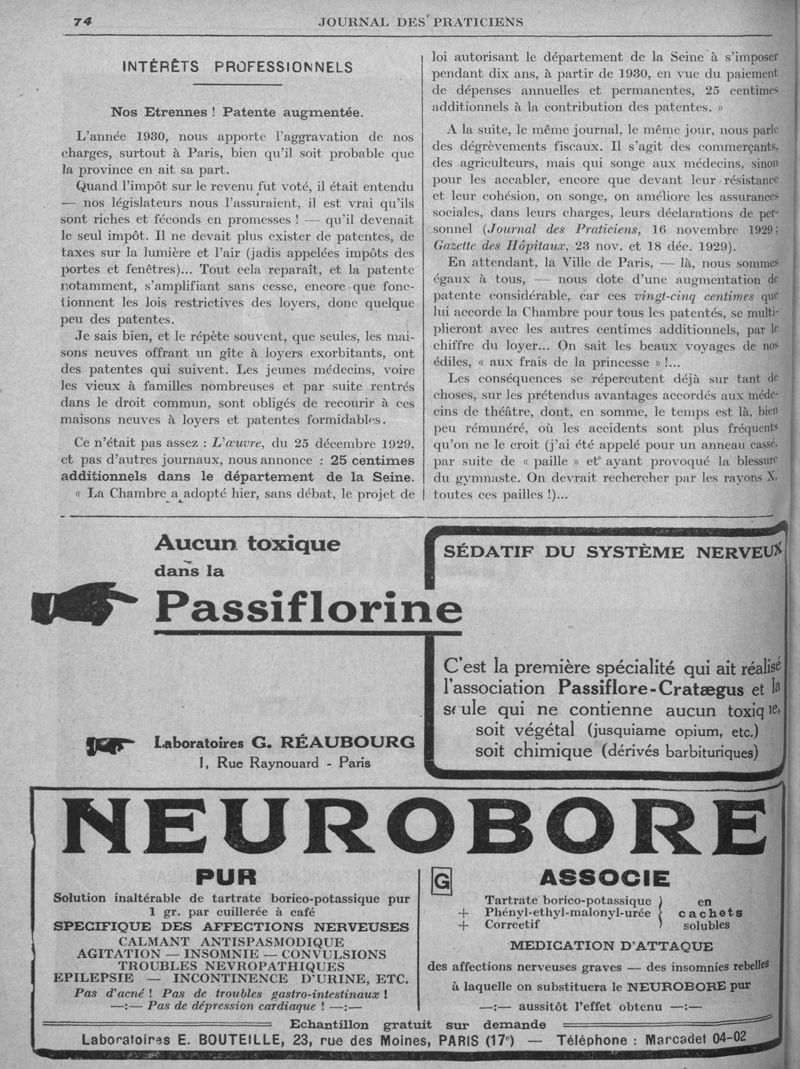 74
JOURNAL DES PRATICIENS
INTÉRÊTS PROFESSIONNELS
Nos Etrennes ! Patente augmentée.
L'année 1930, nous apporte l'aggravation de nos
charges, surtout à Paris, bien qu'il soit probable que
la province en ait sa part.
Quand l'impôt sur le revenu fut voté, il était entendu
— nos législateurs nous l'assuraient, il est vrai qu'ils
sont riches et féconds en promesses ! — qu'il devenait
le seul impôt. Il ne devait plus exister de patentes, de
taxes sur la lumière et l'air (jadis appelées impôts des
portes et fenêtres)... Tout cela reparaît, et la patente
notamment, s'amplifiant sans cesse, encore que fonc-
tionnent les lois restrictives des loyers, donc quelque
peu des patentes.
Je sais bien, et le répète souvent, que seules, les mai-
sons neuves offrant un gîte à loyers exorbitants, ont
des patentes qui suivent. Les jeunes médecins, voire
les vieux à familles nombreuses et par suite rentrés
dans le droit commun, sont obligés de recourir à ces
maisons neuves à loyers et patentes formidables.
Ce n'était pas assez : L'œuvre, du 25 décembre 1929,
et pas d'autres journaux, nous annonce : 25 centimes
additionnels dans le département de la Seine.
« La Chambre a adopté hier, sans débat, le projet de
loi autorisant le département de la Seine à s'imposer
pendant dix ans, à partir de 1930, en vue du paiement
de dépenses annuelles et permanentes, 25 centimes
additionnels à la contribution des patentes. »
A la suite, le même journal, le même jour, nous parle
des dégrèvements fiscaux. Il s'agit des commerçants,
des agriculteurs, mais qui songe aux médecins, sinon
pour les accabler, encore que devant leur résistance
et leur cohésion, on songe, on améliore les assurances
sociales, dans leurs charges, leurs déclarations de per-
sonnel (Journal des Praticiens, 16 novembre 1929;
Gazette des Hôpitaux, 23 nov. et 18 déc. 1929).
En attendant, la Ville de Paris, — là, nous sommes
égaux à tous, — nous dote d'une augmentation de
patente considérable, car ces vingt-cinq centimes que
lui accorde la Chambre pour tous les patentés, se multi-
plieront avec les autres centimes additionnels, par le
chiffre du loyer... On sait les beaux voyages de nos
édiles, « aux frais de la princesse » !...
Les conséquences se répercutent déjà sur tant de
choses, sur les prétendus avantages accordés aux méde-
cins de théâtre, dont, en somme, le temps est là, bien
peu rémunéré, où les accidents sont plus fréquents
qu'on ne le croit (j'ai été appelé pour un anneau cassé,
par suite de « paille » et ayant provoqué la blessure
du gymnaste. On devrait rechercher par les rayons X,
toutes ces pailles !)...
Aucun toxique
dans la
Passiflorine
Laboratoires G. RÉAUBOURG
1, Rue Raynouard - Paris
SÉDATIF DU SYSTÈME NERVEUX
C'est la première spécialité qui ait réalisé
l'association Passiflore-Cratægus et la
seule qui ne contienne aucun toxique,
soit végétal (jusquiame opium, etc.)
soit chimique (dérivés barbituriques)
NEUROBORE
PUR
Solution inaltérable de tartrate borico-potassique pur
1 gr. par cuillerée à café
SPECIFIQUE DES AFFECTIONS NERVEUSES
CALMANT ANTISPASMODIQUE
AGITATION — INSOMNIE — CONVULSIONS
TROUBLES NEVROPATHIQUES
EPILEPSIE — INCONTINENCE D'URINE, ETC.
Pas d'acné ! Pas de troubles gastro-intestinaux !
—:— Pas de dépression cardiaque ! —:—
G
ASSOCIE
Tartrate borico-potassique } en
+ Phényl-ethyl-malonyl-urée } cachets
+ Correctif } solubles
MEDICATION D'ATTAQUE
des affections nerveuses graves — des insomnies rebelles
à laquelle on substituera le NEUROBORE pur
—:— aussitôt l'effet obtenu —:—
Echantillon gratuit sur demande
Laboratoires E. BOUTEILLE, 23, rue des Moines, PARIS (17e) — Téléphone : Marcadet 04-02